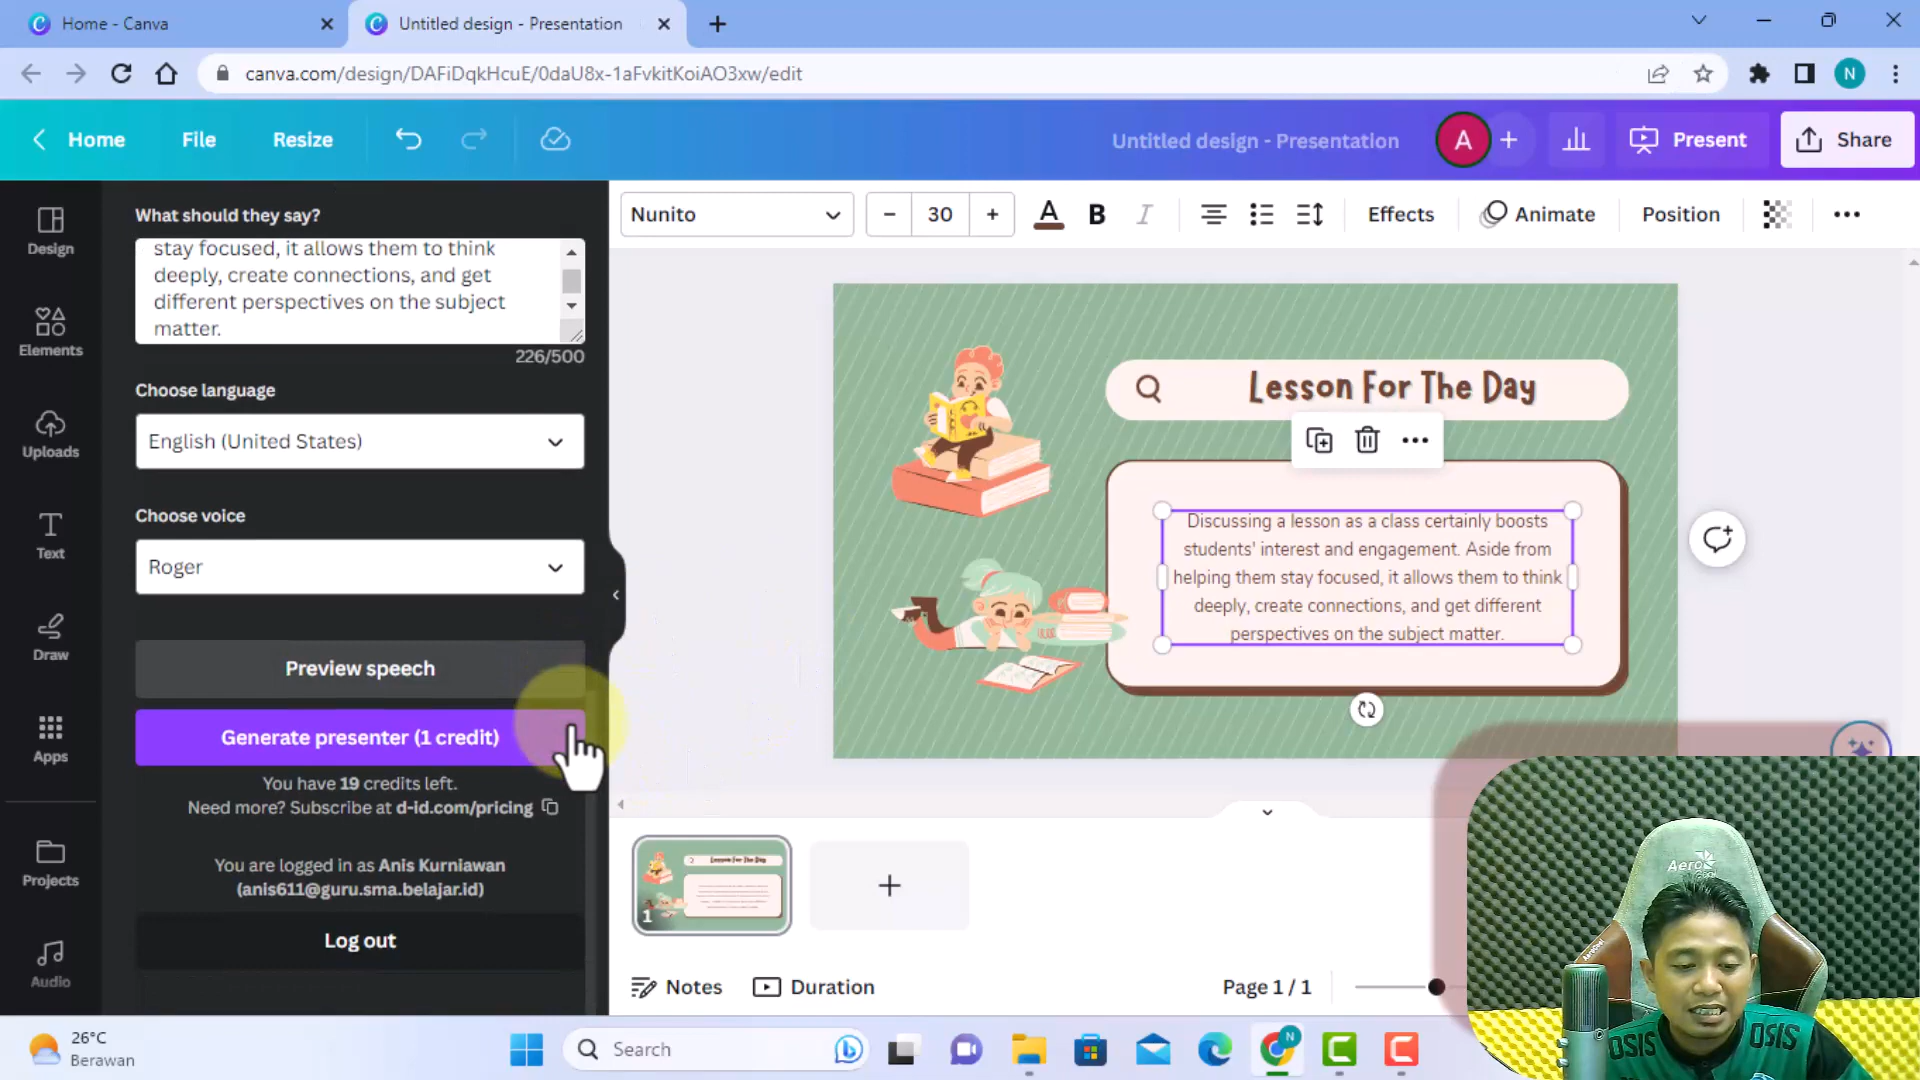 Home - Canva
Untitled design - Presentation
canva.com/design/DAFiDqkHcuE/0daU8x-1aFvkitKoiAO3xw/edit
N
Home
File
Resize
Untitled design - Presentation
A
Present
Share
Design
Elements
Uploads
Text
Draw
Apps
Projects
Audio
What should they say?
stay focused, it allows them to think
deeply, create connections, and get
different perspectives on the subject
matter.
226/500
Choose language
English (United States)
Choose voice
Roger
Preview speech
Generate presenter (1 credit)
You have 19 credits left.
Need more? Subscribe at d-id.com/pricing
You are logged in as Anis Kurniawan
(anis611@guru.sma.belajar.id)
Log out
Nunito
30
A
B
I
Effects
Animate
Position
Lesson For The Day
Discussing a lesson as a class certainly boosts
students' interest and engagement. Aside from
helping them stay focused, it allows them to think
deeply, create connections, and get different
perspectives on the subject matter.
Lesson For The Day
1
Notes
Duration
Page 1 / 1
Aero
OSIS
OSIS
26°C
Berawan
Search
N